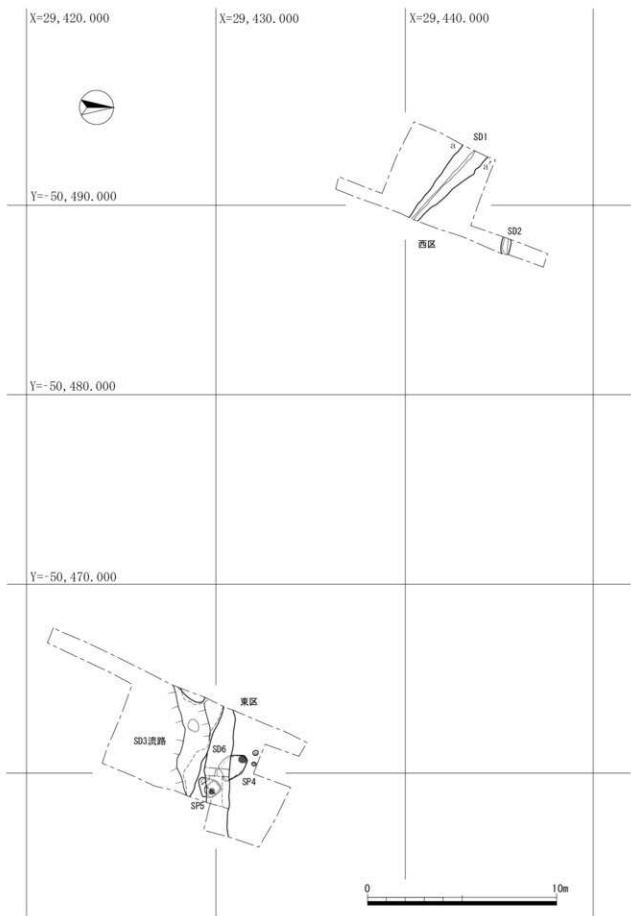 X=29,420.000
X=29,430.000
X=29,440.000
SD1
a
a'
Y=-50,490.000
SD2
西区
Y=-50,480.000
Y=-50,470.000
東区
SD3流路
SD6
SP4
SP5
0
10m